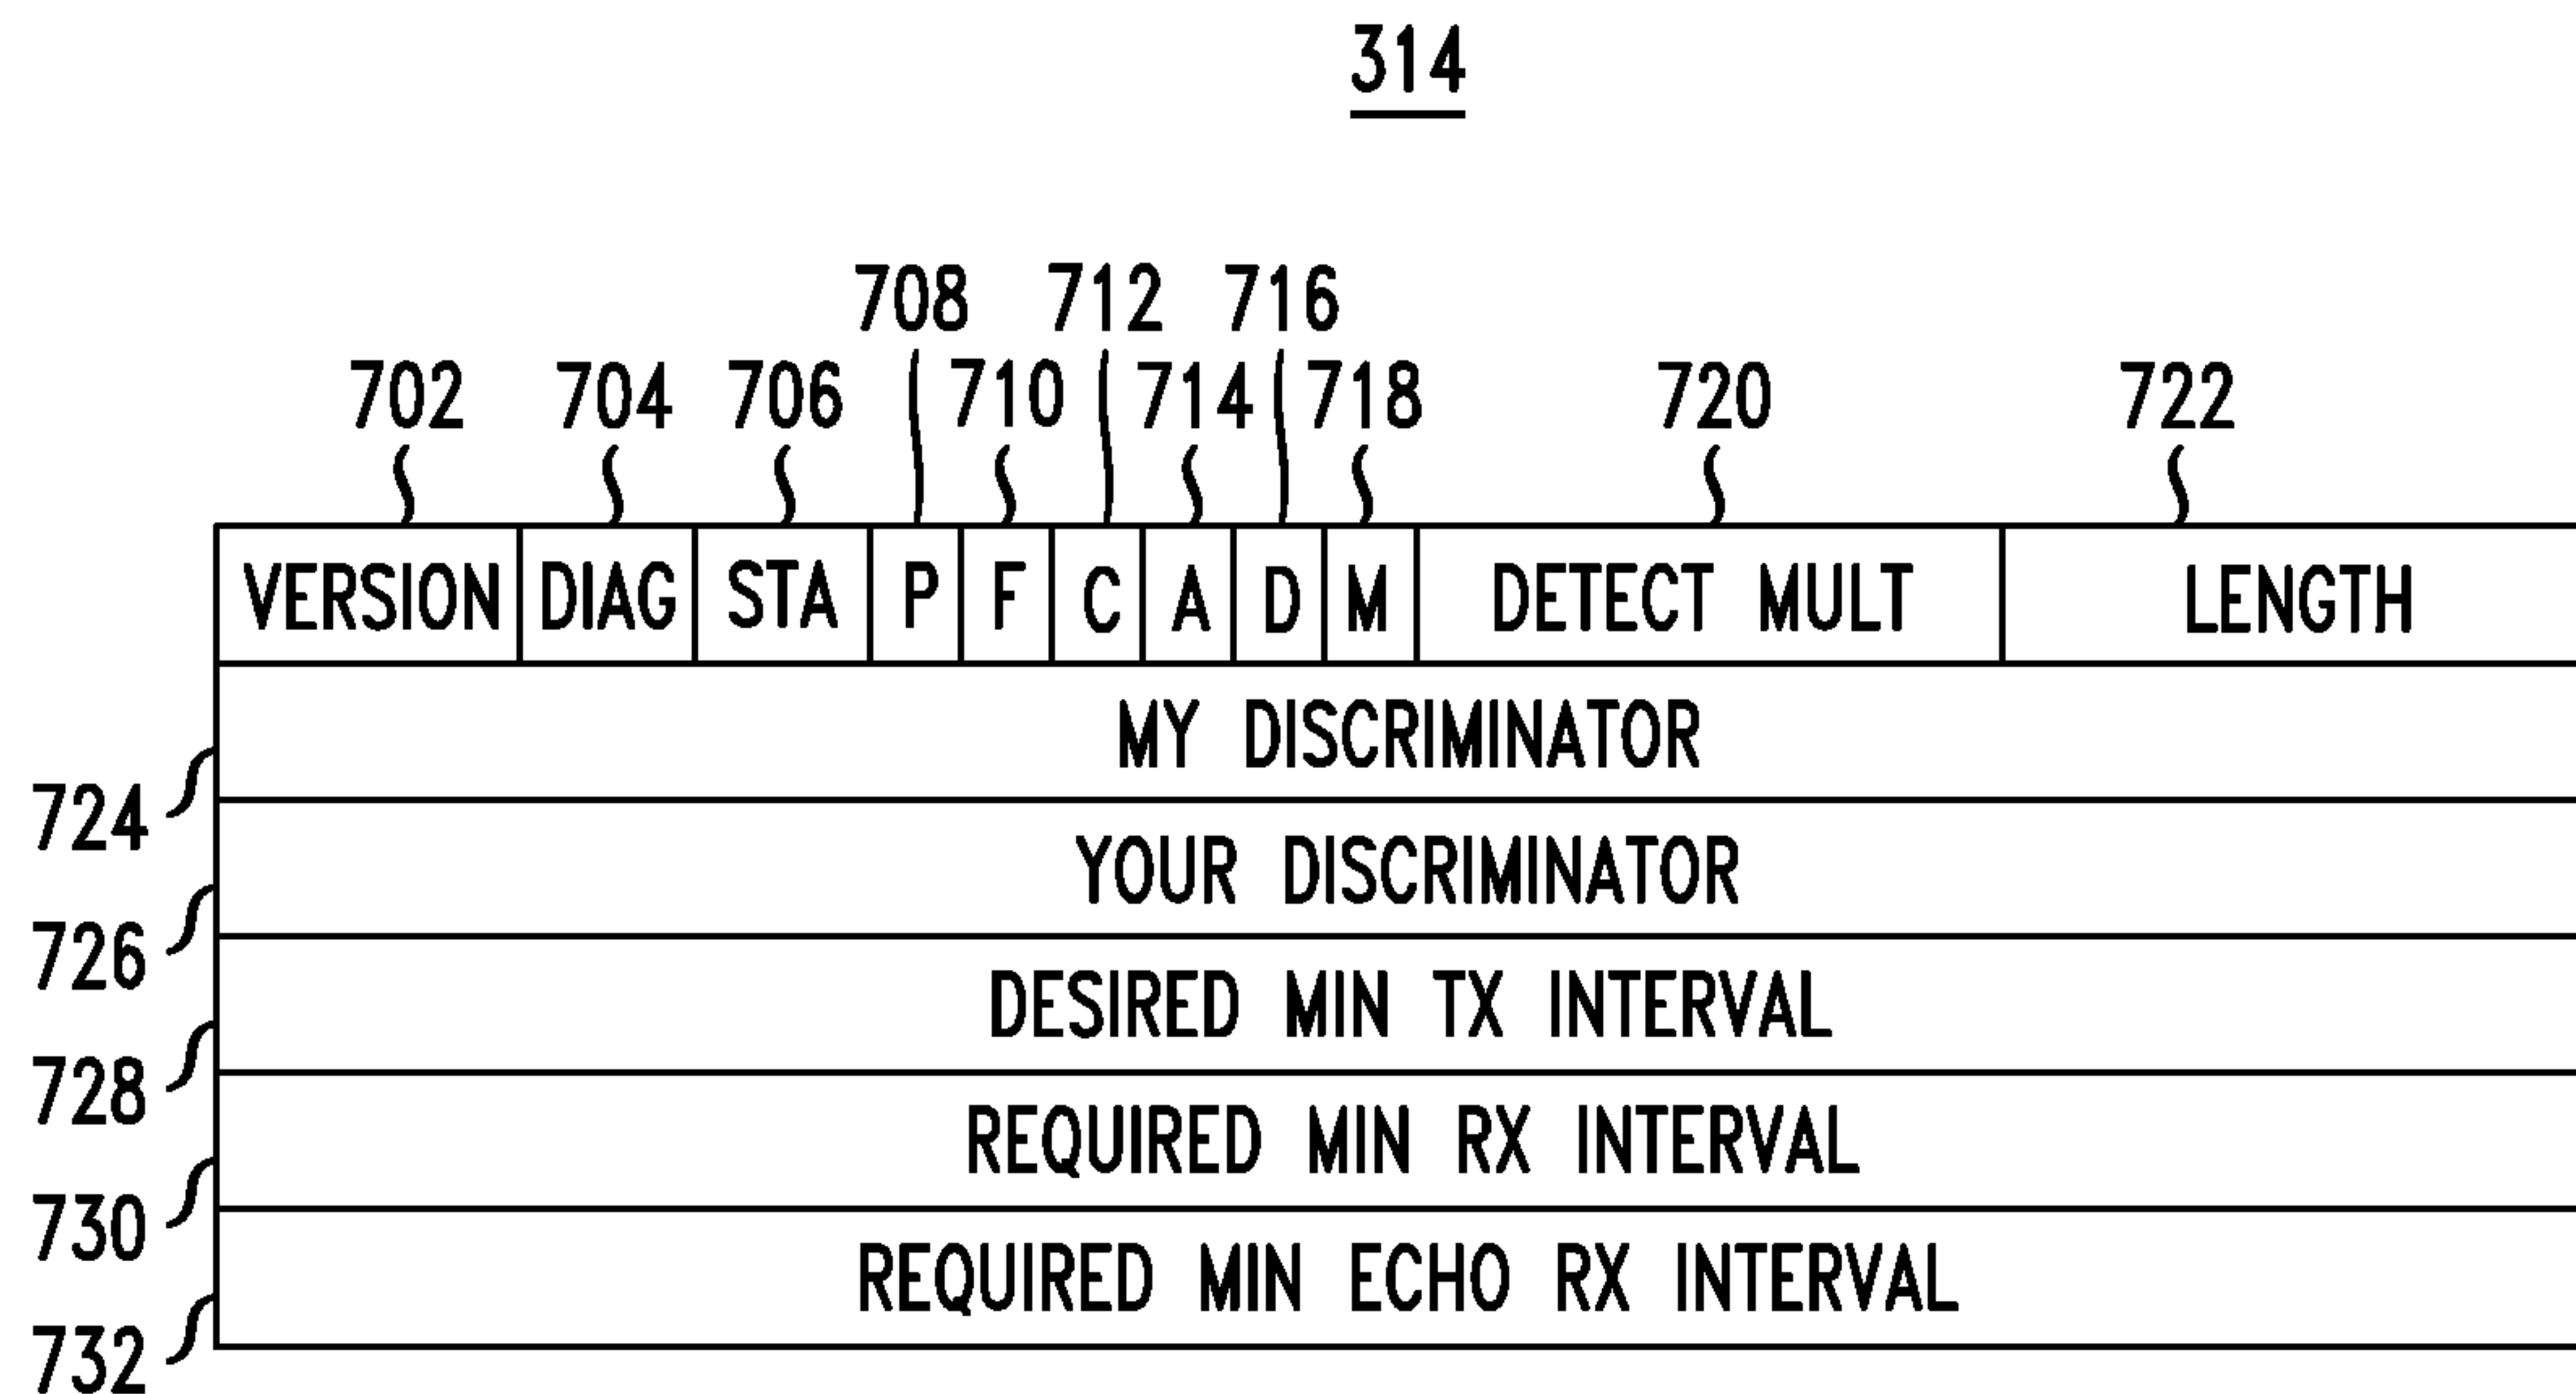 314
708 712 716
702 704 706 710 714 718 720 722
VERSION DIAG STA P F C A D M DETECT MULT LENGTH
MY DISCRIMINATOR
724
YOUR DISCRIMINATOR
726
DESIRED MIN TX INTERVAL
728
REQUIRED MIN RX INTERVAL
730
REQUIRED MIN ECHO RX INTERVAL
732